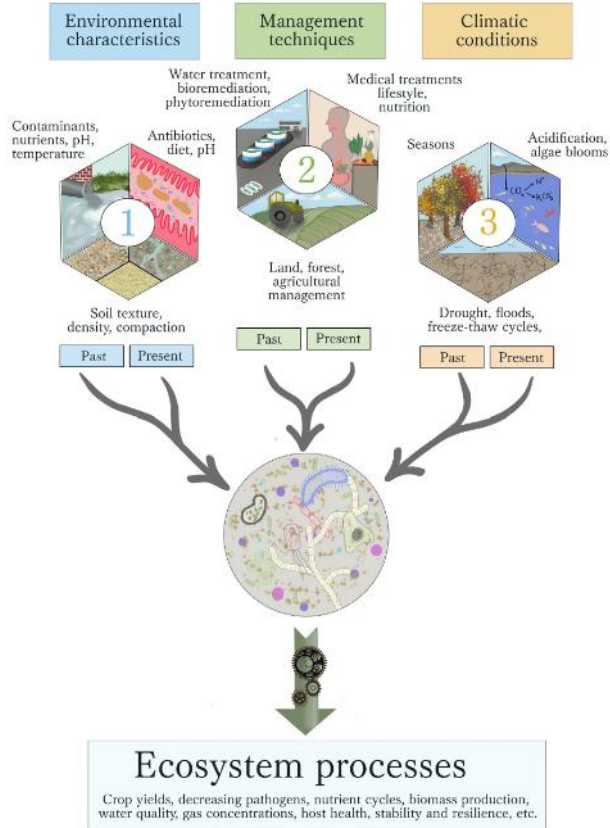 Environmental
characteristics
Management
techniques
Climatic
conditions
Water treatment,
bioremediation,
phytoremediation
Medical treatments
lifestyle,
nutrition
Contaminants,
nutrients, pH,
temperature
Antibiotics,
diet, pH
Seasons
Acidification,
algae blooms
1
2
3
CO₂
H⁺
Soil texture,
density, compaction
Land, forest,
agricultural
management
Drought, floods,
freeze-thaw cycles,
Past
Present
Past
Present
Past
Present
Ecosystem processes
Crop yields, decreasing pathogens, nutrient cycles, biomass production,
water quality, gas concentrations, host health, stability and resilience, etc.